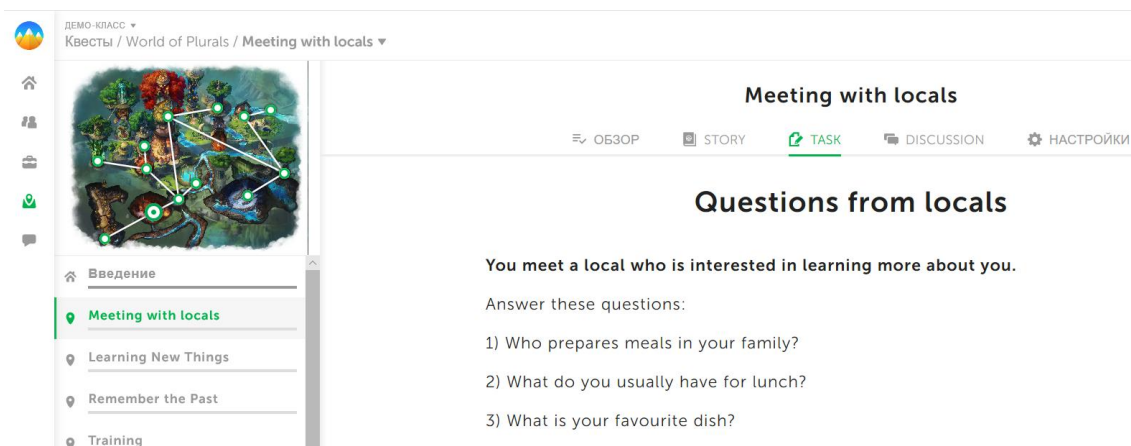 ДЕМО-КЛАСС
Квесты / World of Plurals / Meeting with locals
Введение
Meeting with locals
Learning New Things
Remember the Past
Training
Meeting with locals
ОБЗОР STORY TASK DISCUSSION НАСТРОЙКИ
Questions from locals
You meet a local who is interested in learning more about you.
Answer these questions:
1) Who prepares meals in your family?
2) What do you usually have for lunch?
3) What is your favourite dish?